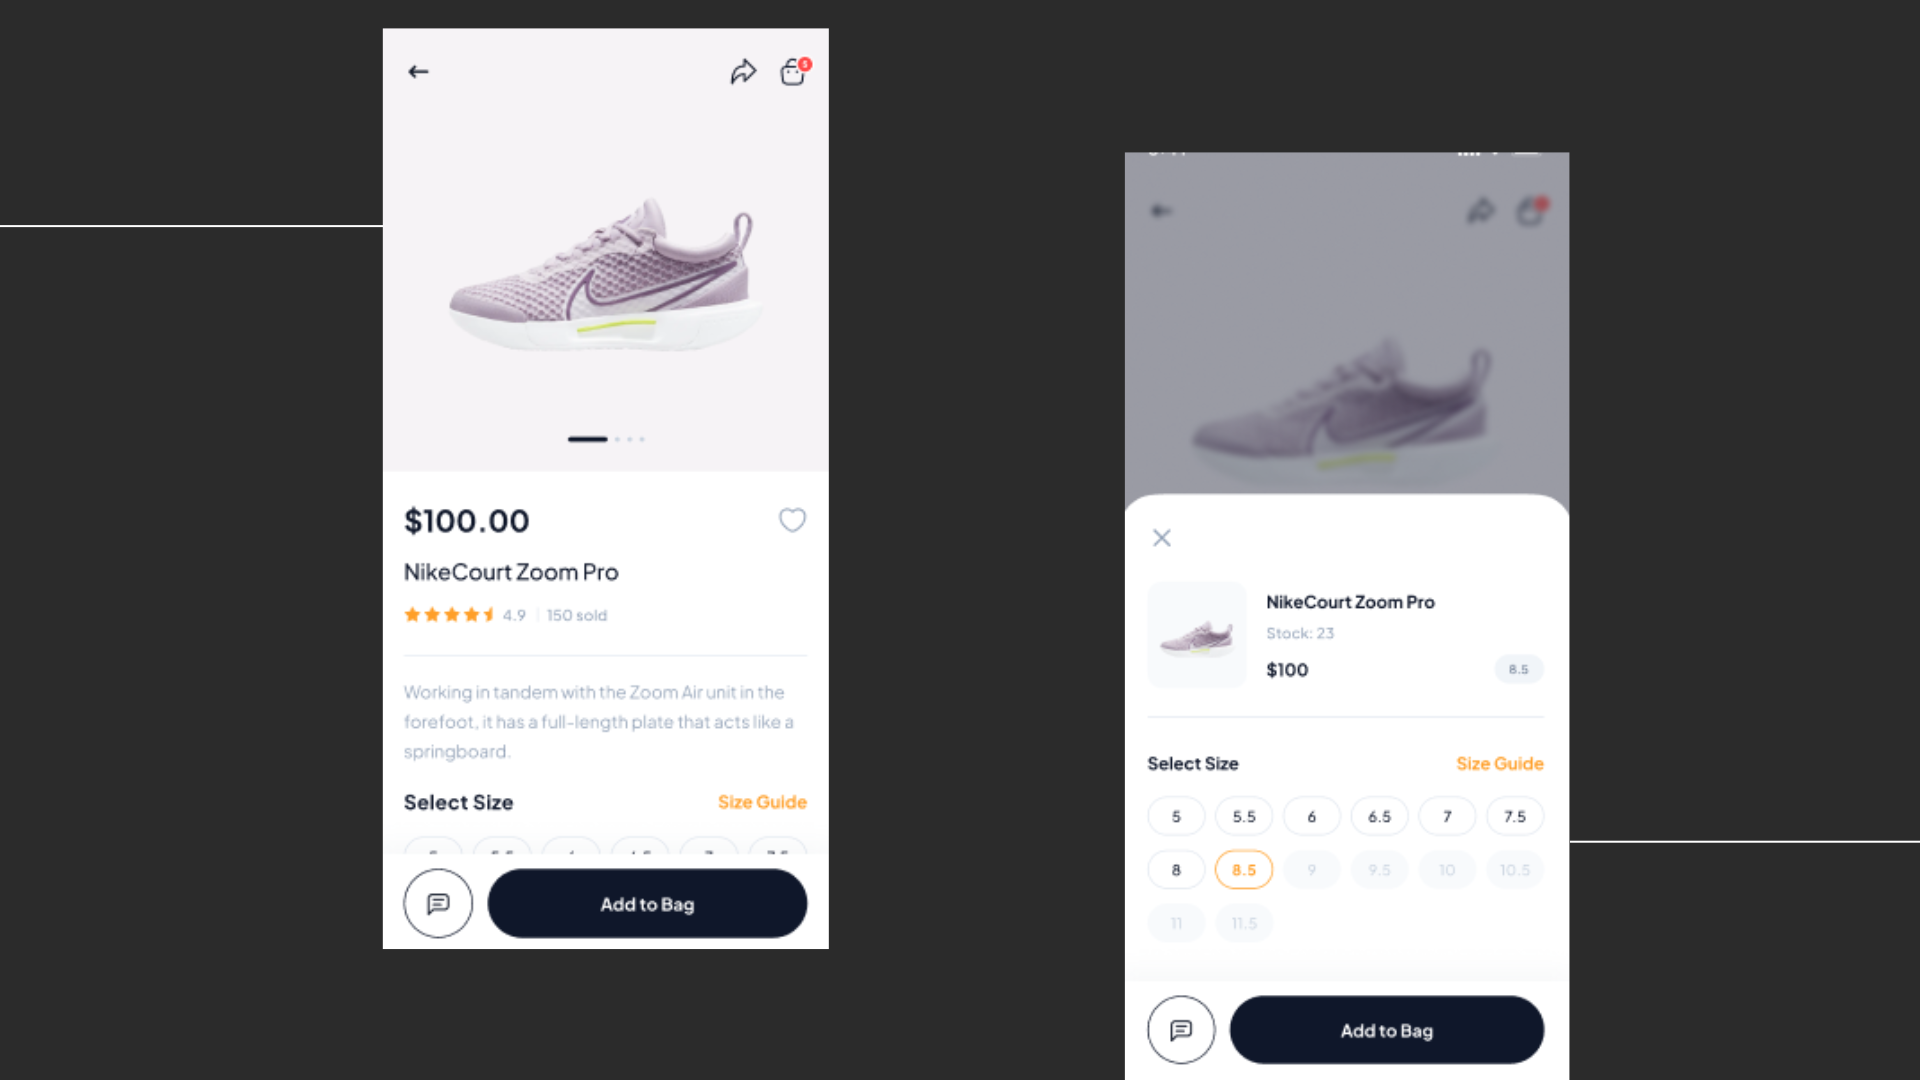 5
$100.00
NikeCourt Zoom Pro
4.9 150 sold
Working in tandem with the Zoom Air unit in the
forefoot, it has a full-length plate that acts like a
springboard.
Select Size Size Guide
Add to Bag
NikeCourt Zoom Pro
Stock: 23
$100 8.5
Select Size Size Guide
5 5.5 6 6.5 7 7.5
8 8.5 9 9.5 10 10.5
11 11.5
Add to Bag